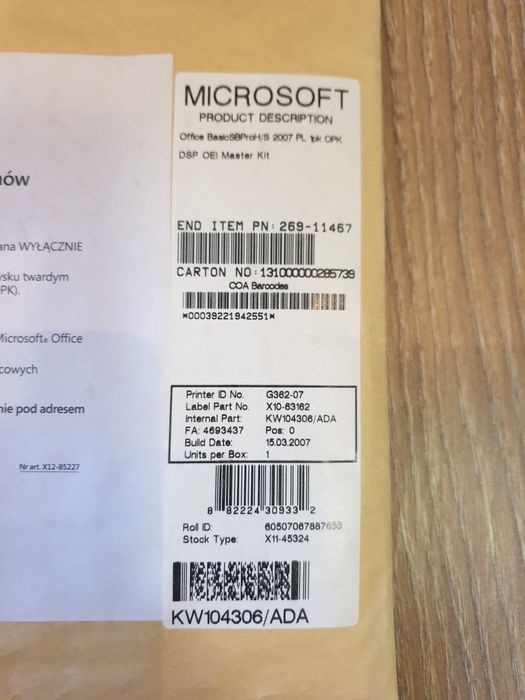 ów
ana WYŁĄCZNIE
ysku twardym
PK).
Microsoft® Office
cowych
nie pod adresem
Nr art. X12-85227
MICROSOFT
PRODUCT DESCRIPTION
Office BasicSBProH/S 2007 PL 1pk OPK
DSP OEI Master Kit
END ITEM PN: 269-11467
CARTON NO:131000000285739
COA Barcodes
*00039221942551*
Printer ID No. G362-07
Label Part No. X10-63162
Internal Part: KW104306/ADA
FA: 4693437 Pos: 0
Build Date: 15.03.2007
Units per Box: 1
8 82224 30933 2
Roll ID: 60507067887655
Stock Type: X11-45324
KW104306/ADA